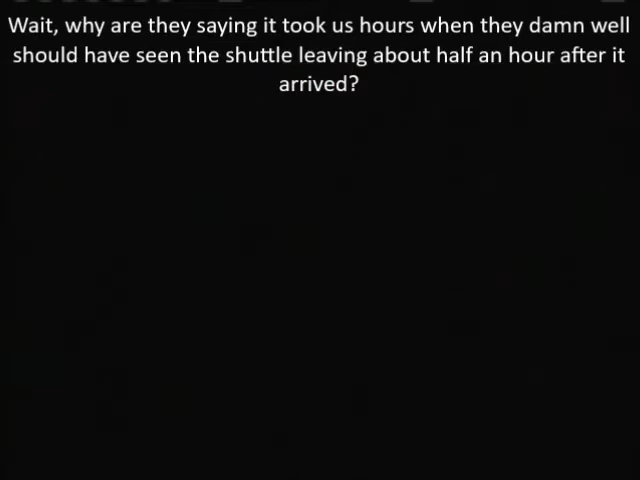 Wait, why are they saying it took us hours when they damn well
should have seen the shuttle leaving about half an hour after it
arrived?